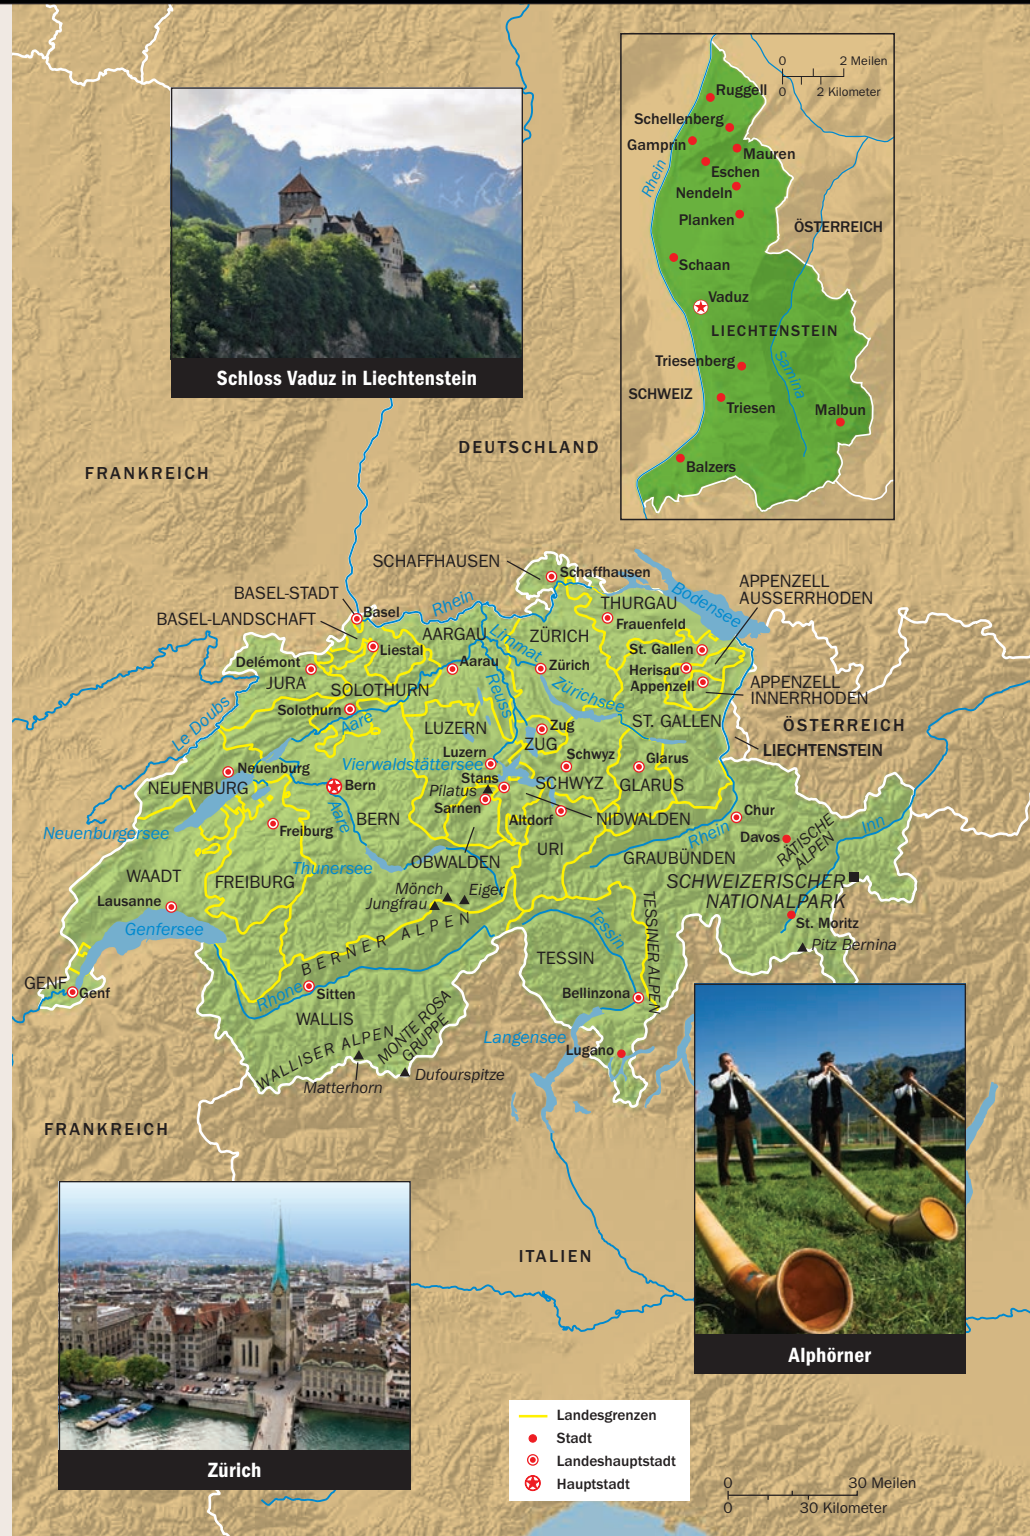 0 2 Meilen
0 2 Kilometer
Ruggell
Schellenberg
Gamprin
Mauren
Eschen
Rhein
Nendeln
Planken
ÖSTERREICH
Schaan
Vaduz
LIECHTENSTEIN
Triesenberg
Samina
SCHWEIZ
Triesen
Malbun
Balzers
Schloss Vaduz in Liechtenstein
DEUTSCHLAND
FRANKREICH
SCHAFFHAUSEN
Schaffhausen
BASEL-STADT
BASEL-LANDSCHAFT
Basel
Rhein
THURGAU
Frauenfeld
Bodensee
APPENZELL
AUSSERRHODEN
AARGAU
Limmat
ZÜRICH
Liestal
St. Gallen
Delémont
Aarau
Zürich
Herisau
Appenzell
APPENZELL
INNERRHODEN
JURA
SOLOTHURN
Reuss
Zürichsee
Solothurn
Aare
Le Doubs
LUZERN
Zug
ZUG
ST. GALLEN
ÖSTERREICH
LIECHTENSTEIN
Luzern
Schwyz
Glarus
Vierwaldstättersee
Neuenburg
NEUENBURG
Bern
Stans
Pilatus
Sarnen
SCHWYZ
GLARUS
Altdorf
NIDWALDEN
Chur
Neuenburgersee
Freiburg
Aare
BERN
Rhein
Davos
RÄTISCHE
ALPEN
Inn
URI
OBWALDEN
GRAUBÜNDEN
Thunersee
WAADT
FREIBURG
SCHWEIZERISCHER
NATIONALPARK
Mönch
Eiger
Jungfrau
Lausanne
Genfersee
BERNER ALPEN
Tessin
TESSINER ALPEN
St. Moritz
Pitz Bernina
TESSIN
GENF
Genf
Rhone
Sitten
Bellinzona
WALLIS
Langensee
Lugano
WALLISER ALPEN
MONTE ROSA
GRUPPE
Matterhorn
Dufourspitze
FRANKREICH
ITALIEN
Alphörner
Zürich
Landesgrenzen
Stadt
Landeshauptstadt
Hauptstadt
0 30 Meilen
0 30 Kilometer